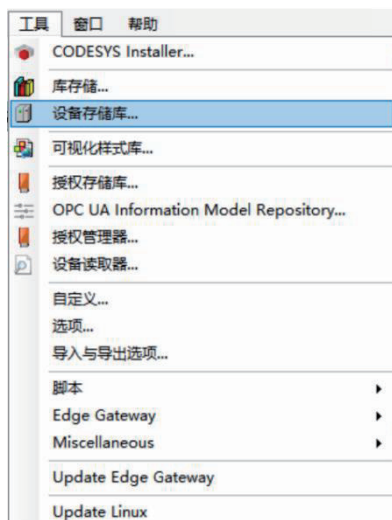 工具 窗口 帮助
CODESYS Installer...
库存储...
设备存储库...
可视化样式库...
授权存储库...
OPC UA Information Model Repository...
授权管理器...
设备读取器...
自定义...
选项...
导入与导出选项...
脚本
Edge Gateway
Miscellaneous
Update Edge Gateway
Update Linux